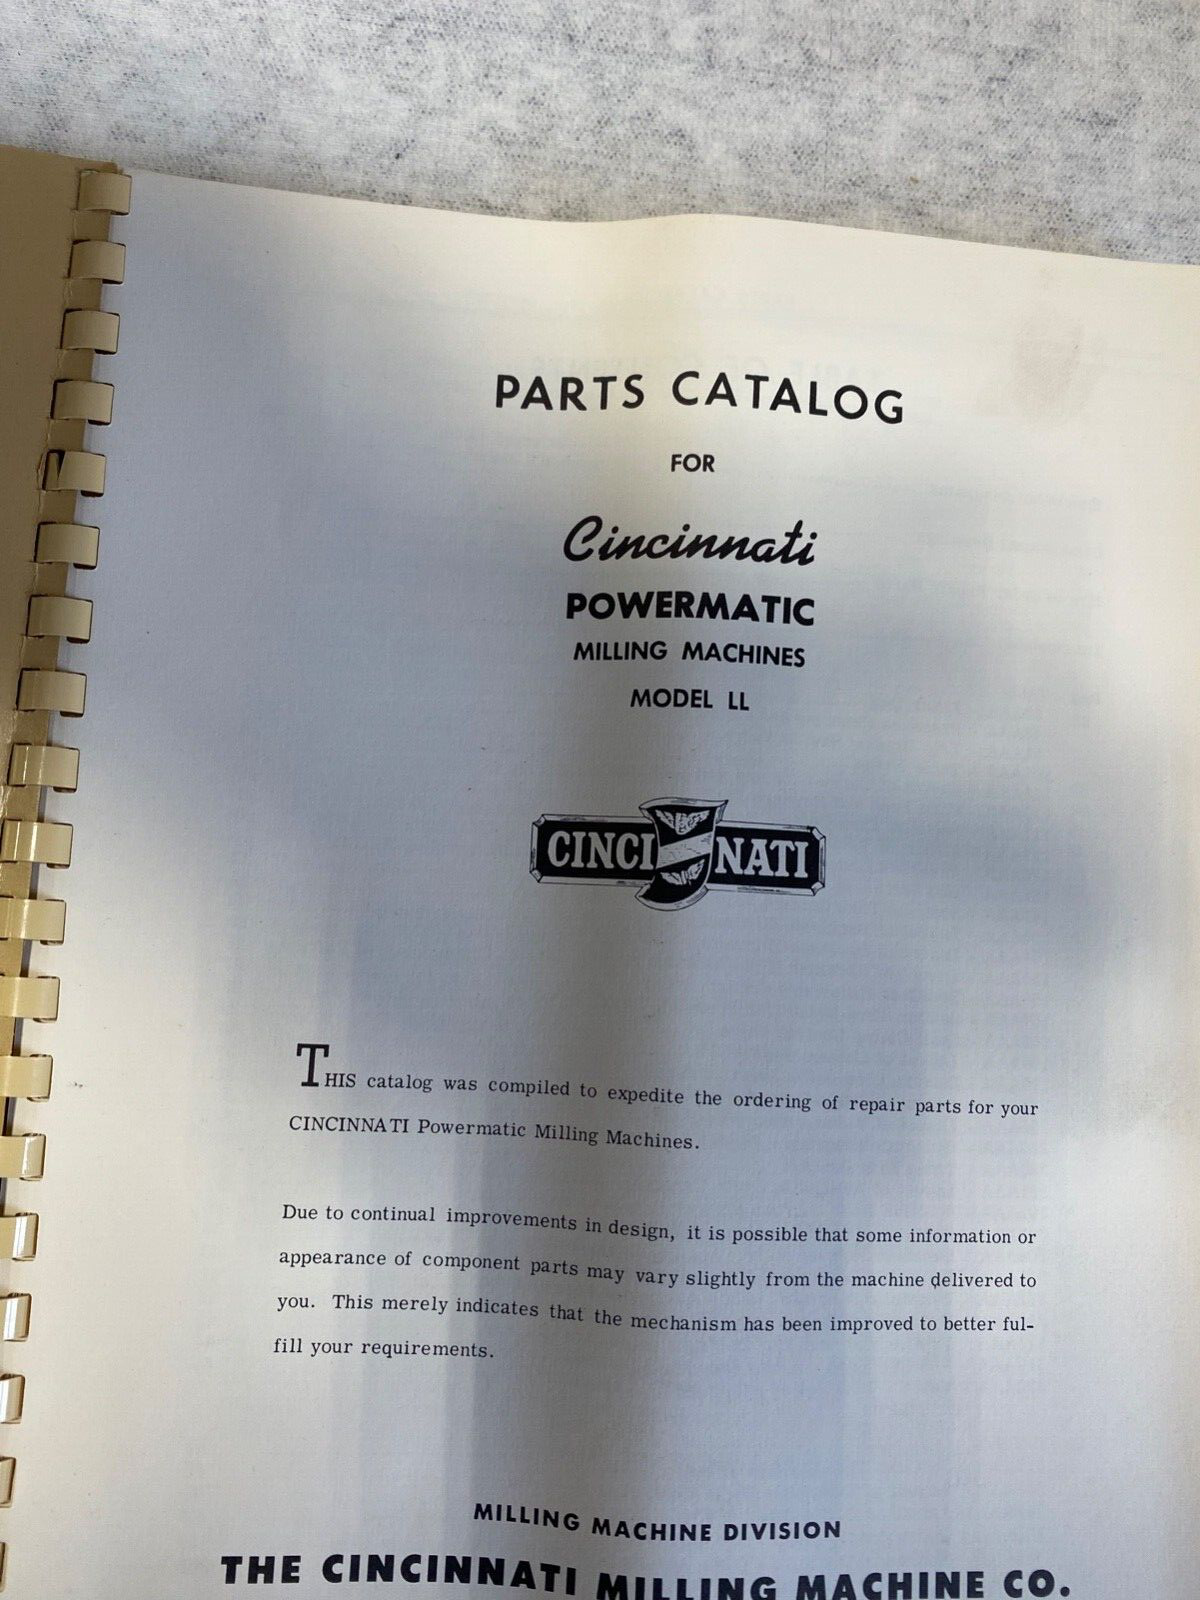 PARTS CATALOG
FOR
Cincinnati
POWERMATIC
MILLING MACHINES
MODEL LL
CINCINNATI
THIS catalog was compiled to expedite the ordering of repair parts for your
CINCINNATI Powermatic Milling Machines.
Due to continual improvements in design, it is possible that some information or
appearance of component parts may vary slightly from the machine delivered to
you. This merely indicates that the mechanism has been improved to better ful-
fill your requirements.
MILLING MACHINE DIVISION
THE CINCINNATI MILLING MACHINE CO.